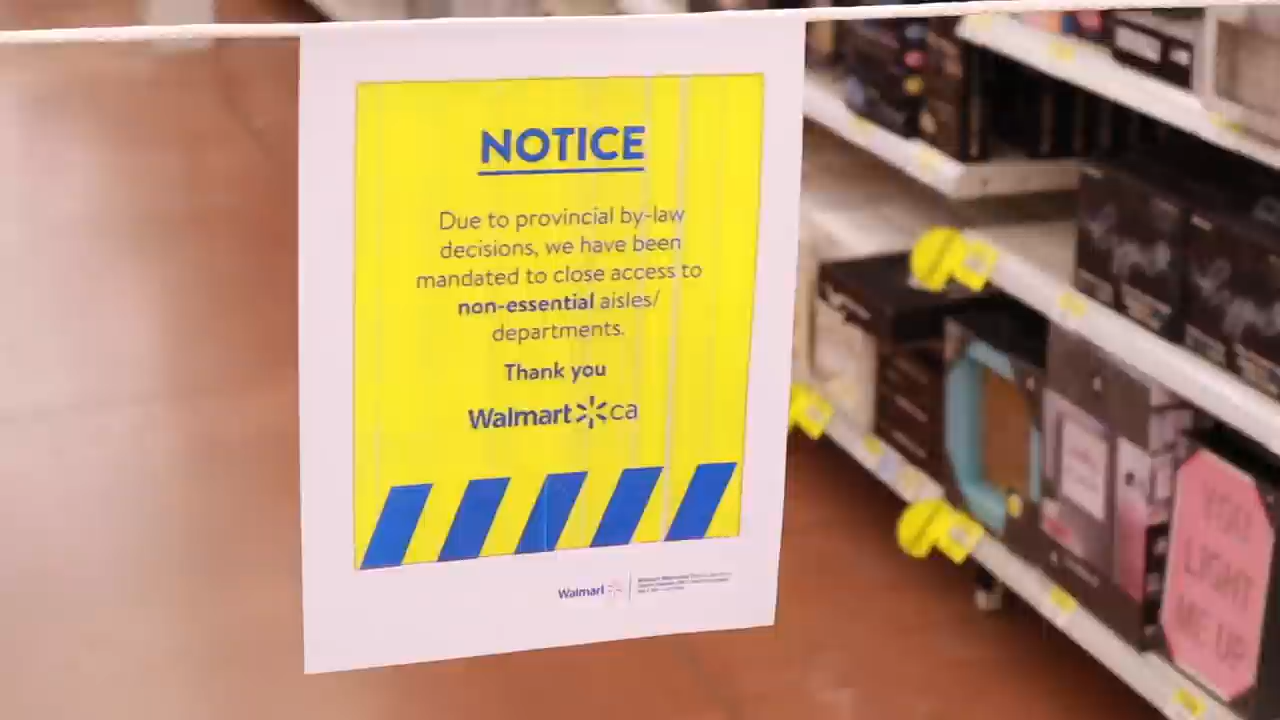 NOTICE
Due to provincial by-law
decisions, we have been
mandated to close access to
non-essential aisles/
departments.
Thank you
Walmart ca
Walmart
YOU
LIGHT
ME UP